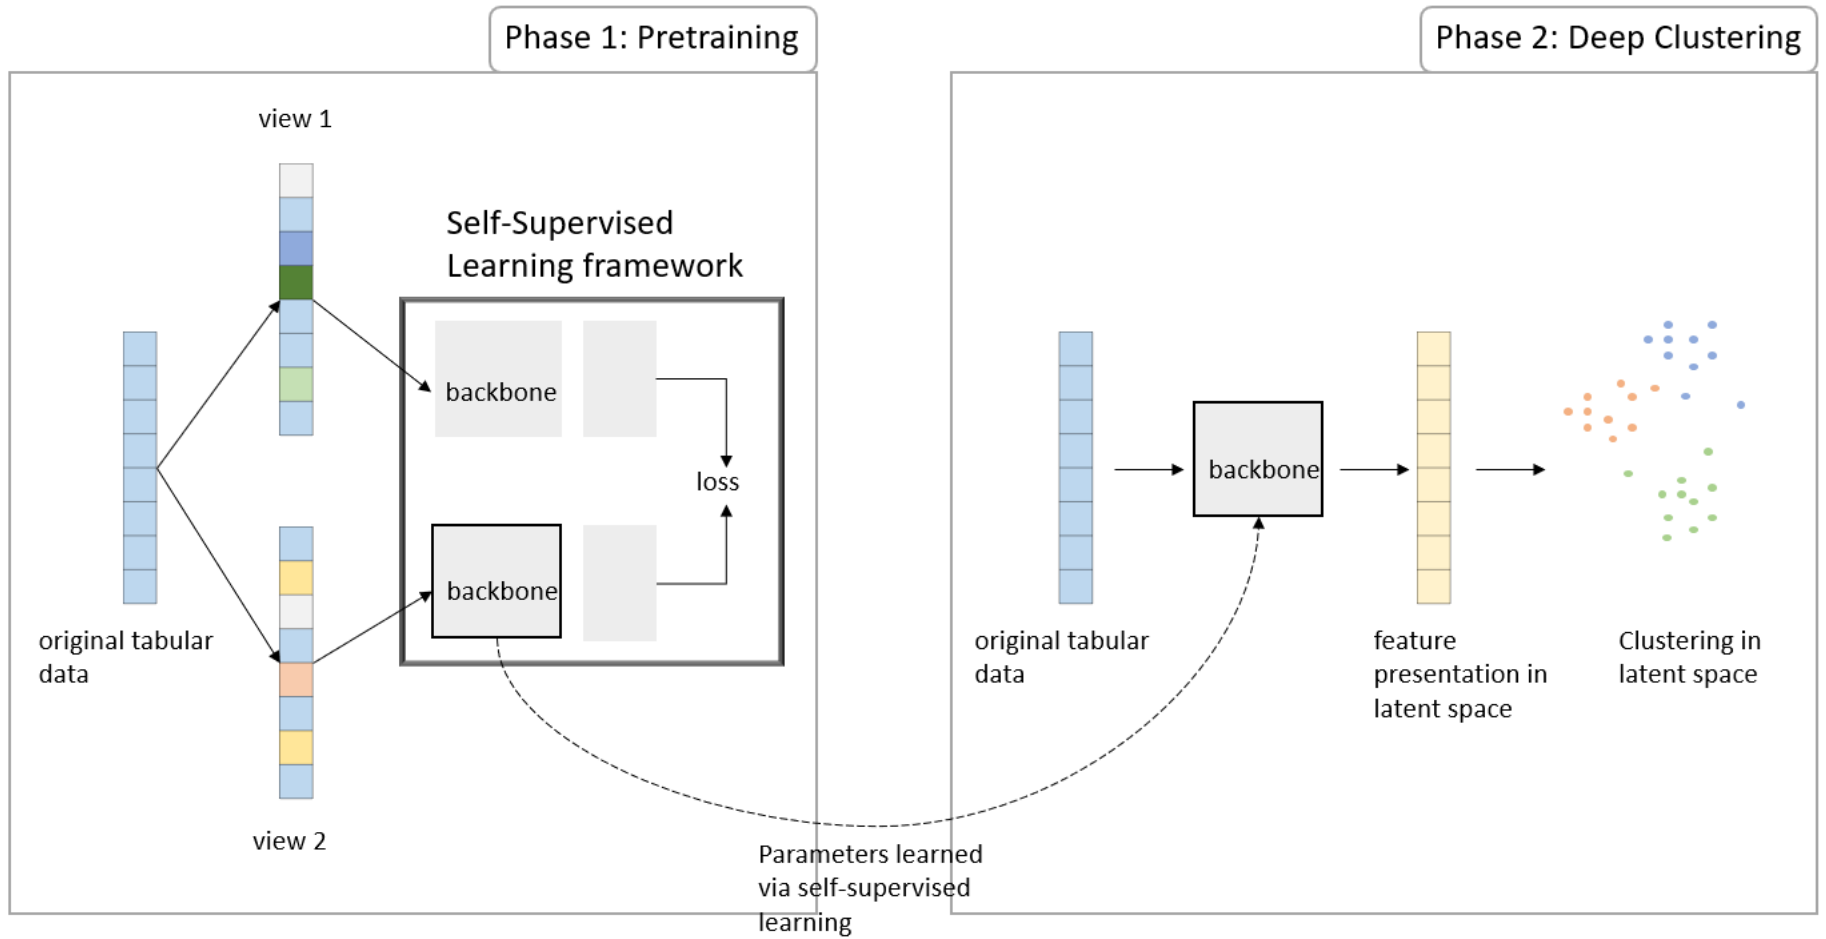 Phase 1: Pretraining
view 1
Self-Supervised
Learning framework
backbone
loss
backbone
original tabular
data
view 2
Parameters learned
via self-supervised
learning
Phase 2: Deep Clustering
backbone
original tabular
data
feature
presentation in
latent space
Clustering in
latent space